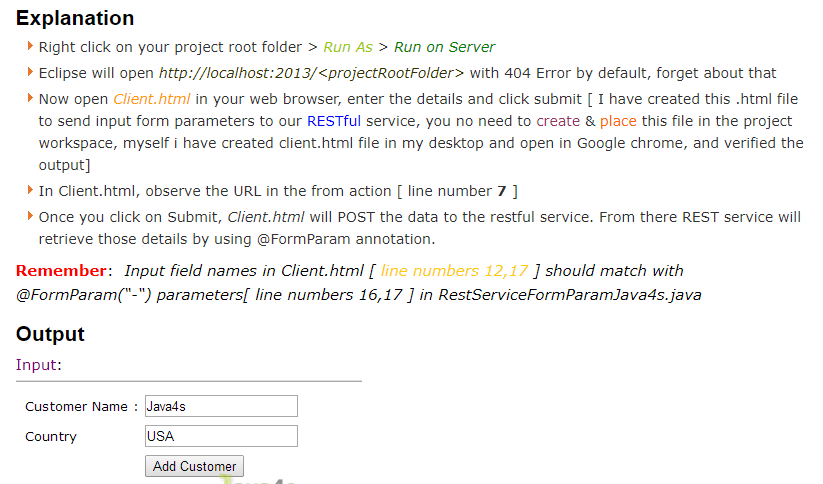 Explanation
Right click on your project root folder > Run As > Run on Server
Eclipse will open http://localhost:2013/<projectRootFolder> with 404 Error by default, forget about that
Now open Client.html in your web browser, enter the details and click submit [ I have created this .html file
to send input form parameters to our RESTful service, you no need to create & place this file in the project
workspace, myself i have created client.html file in my desktop and open in Google chrome, and verified the
output]
In Client.html, observe the URL in the from action [ line number 7 ]
Once you click on Submit, Client.html will POST the data to the restful service. From there REST service will
retrieve those details by using @FormParam annotation.
Remember: Input field names in Client.html [ line numbers 12,17 ] should match with
@FormParam("-") parameters[ line numbers 16,17 ] in RestServiceFormParamJava4s.java
Output
Input:
Customer Name : Java4s
Country USA
Add Customer